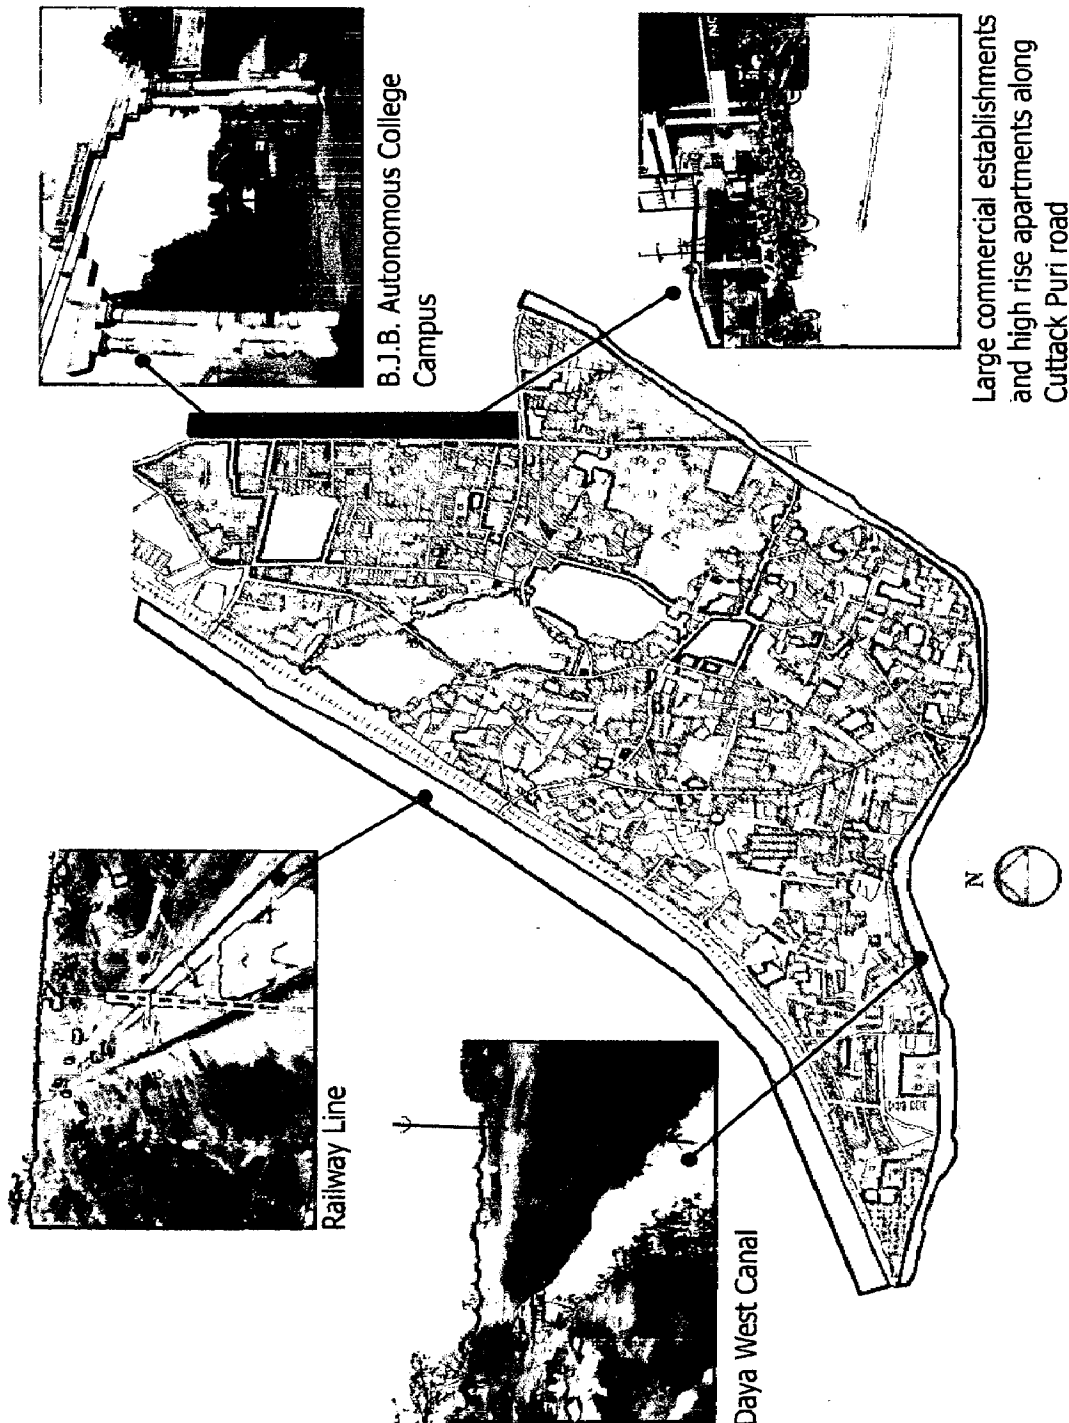 B.J.B. Autonomous College
Campus
Large commercial establishments
and high rise apartments along
Cuttack Puri road
Railway Line
Daya West Canal
N